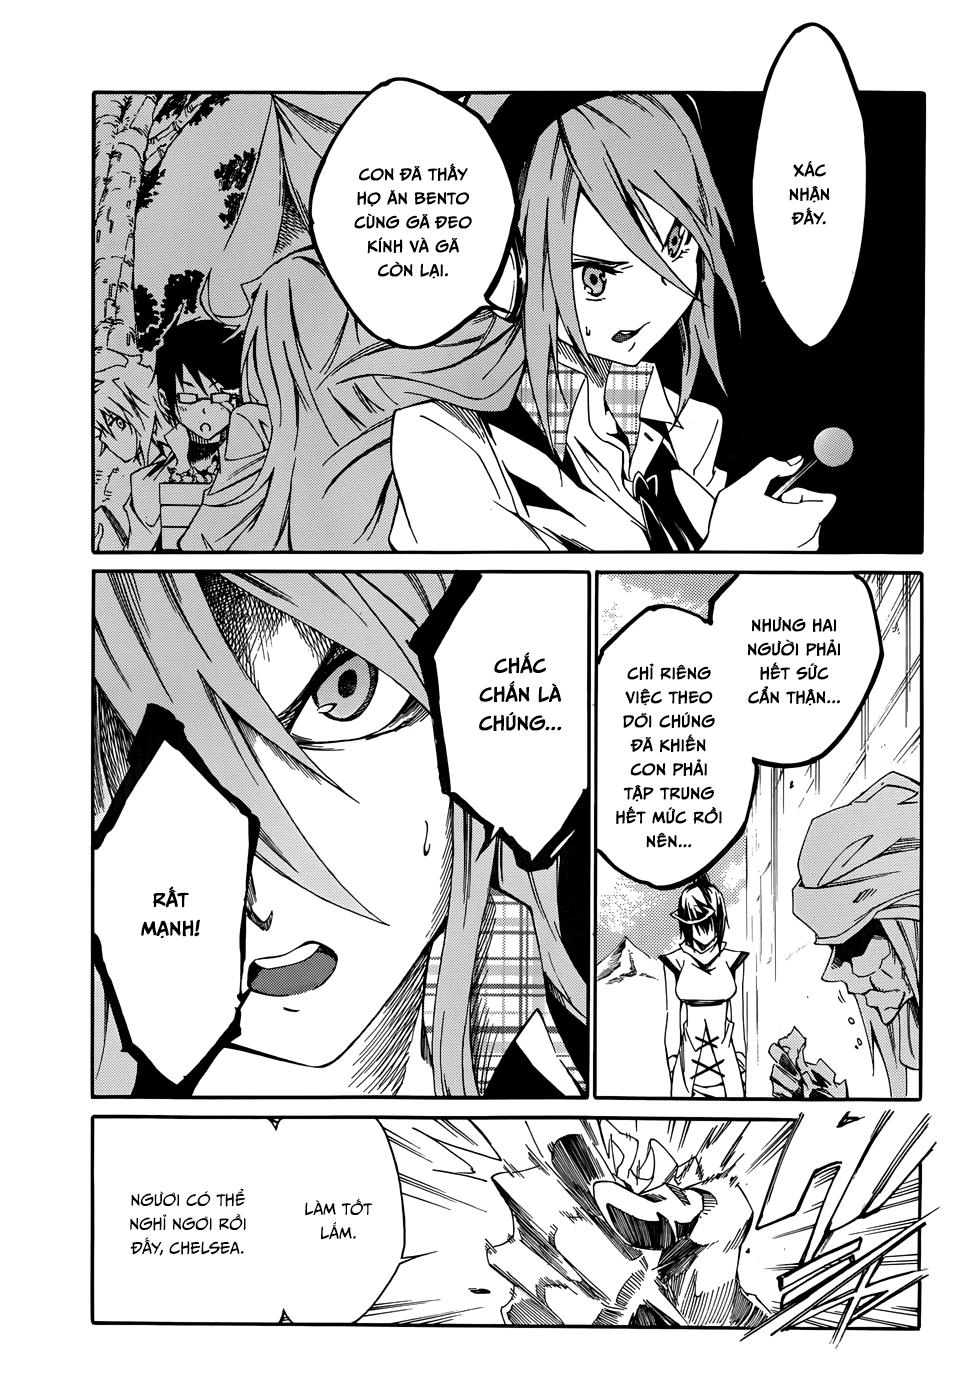 XÁC
NHẬN
ĐẤY.
CON ĐÃ THẤY
HỌ ĂN BENTO
CÙNG GÃ ĐEO
KÍNH VÀ GÃ
CÒN LẠI.
NHƯNG HAI
NGƯỜI PHẢI
HẾT SỨC
CẨN THẬN...
CHỈ RIÊNG
VIỆC THEO
DƠI CHÚNG
ĐÃ KHIẾN
CON PHẢI
TẬP TRUNG
HẾT MỨC RỒI
NÊN...
CHẮC
CHẮN LÀ
CHÚNG...
RẤT
MẠNH!
LÀM TỐT
LẮM.
NGƯƠI CÓ THỂ
NGHỈ NGƠI RỒI
ĐẤY, CHELSEA.